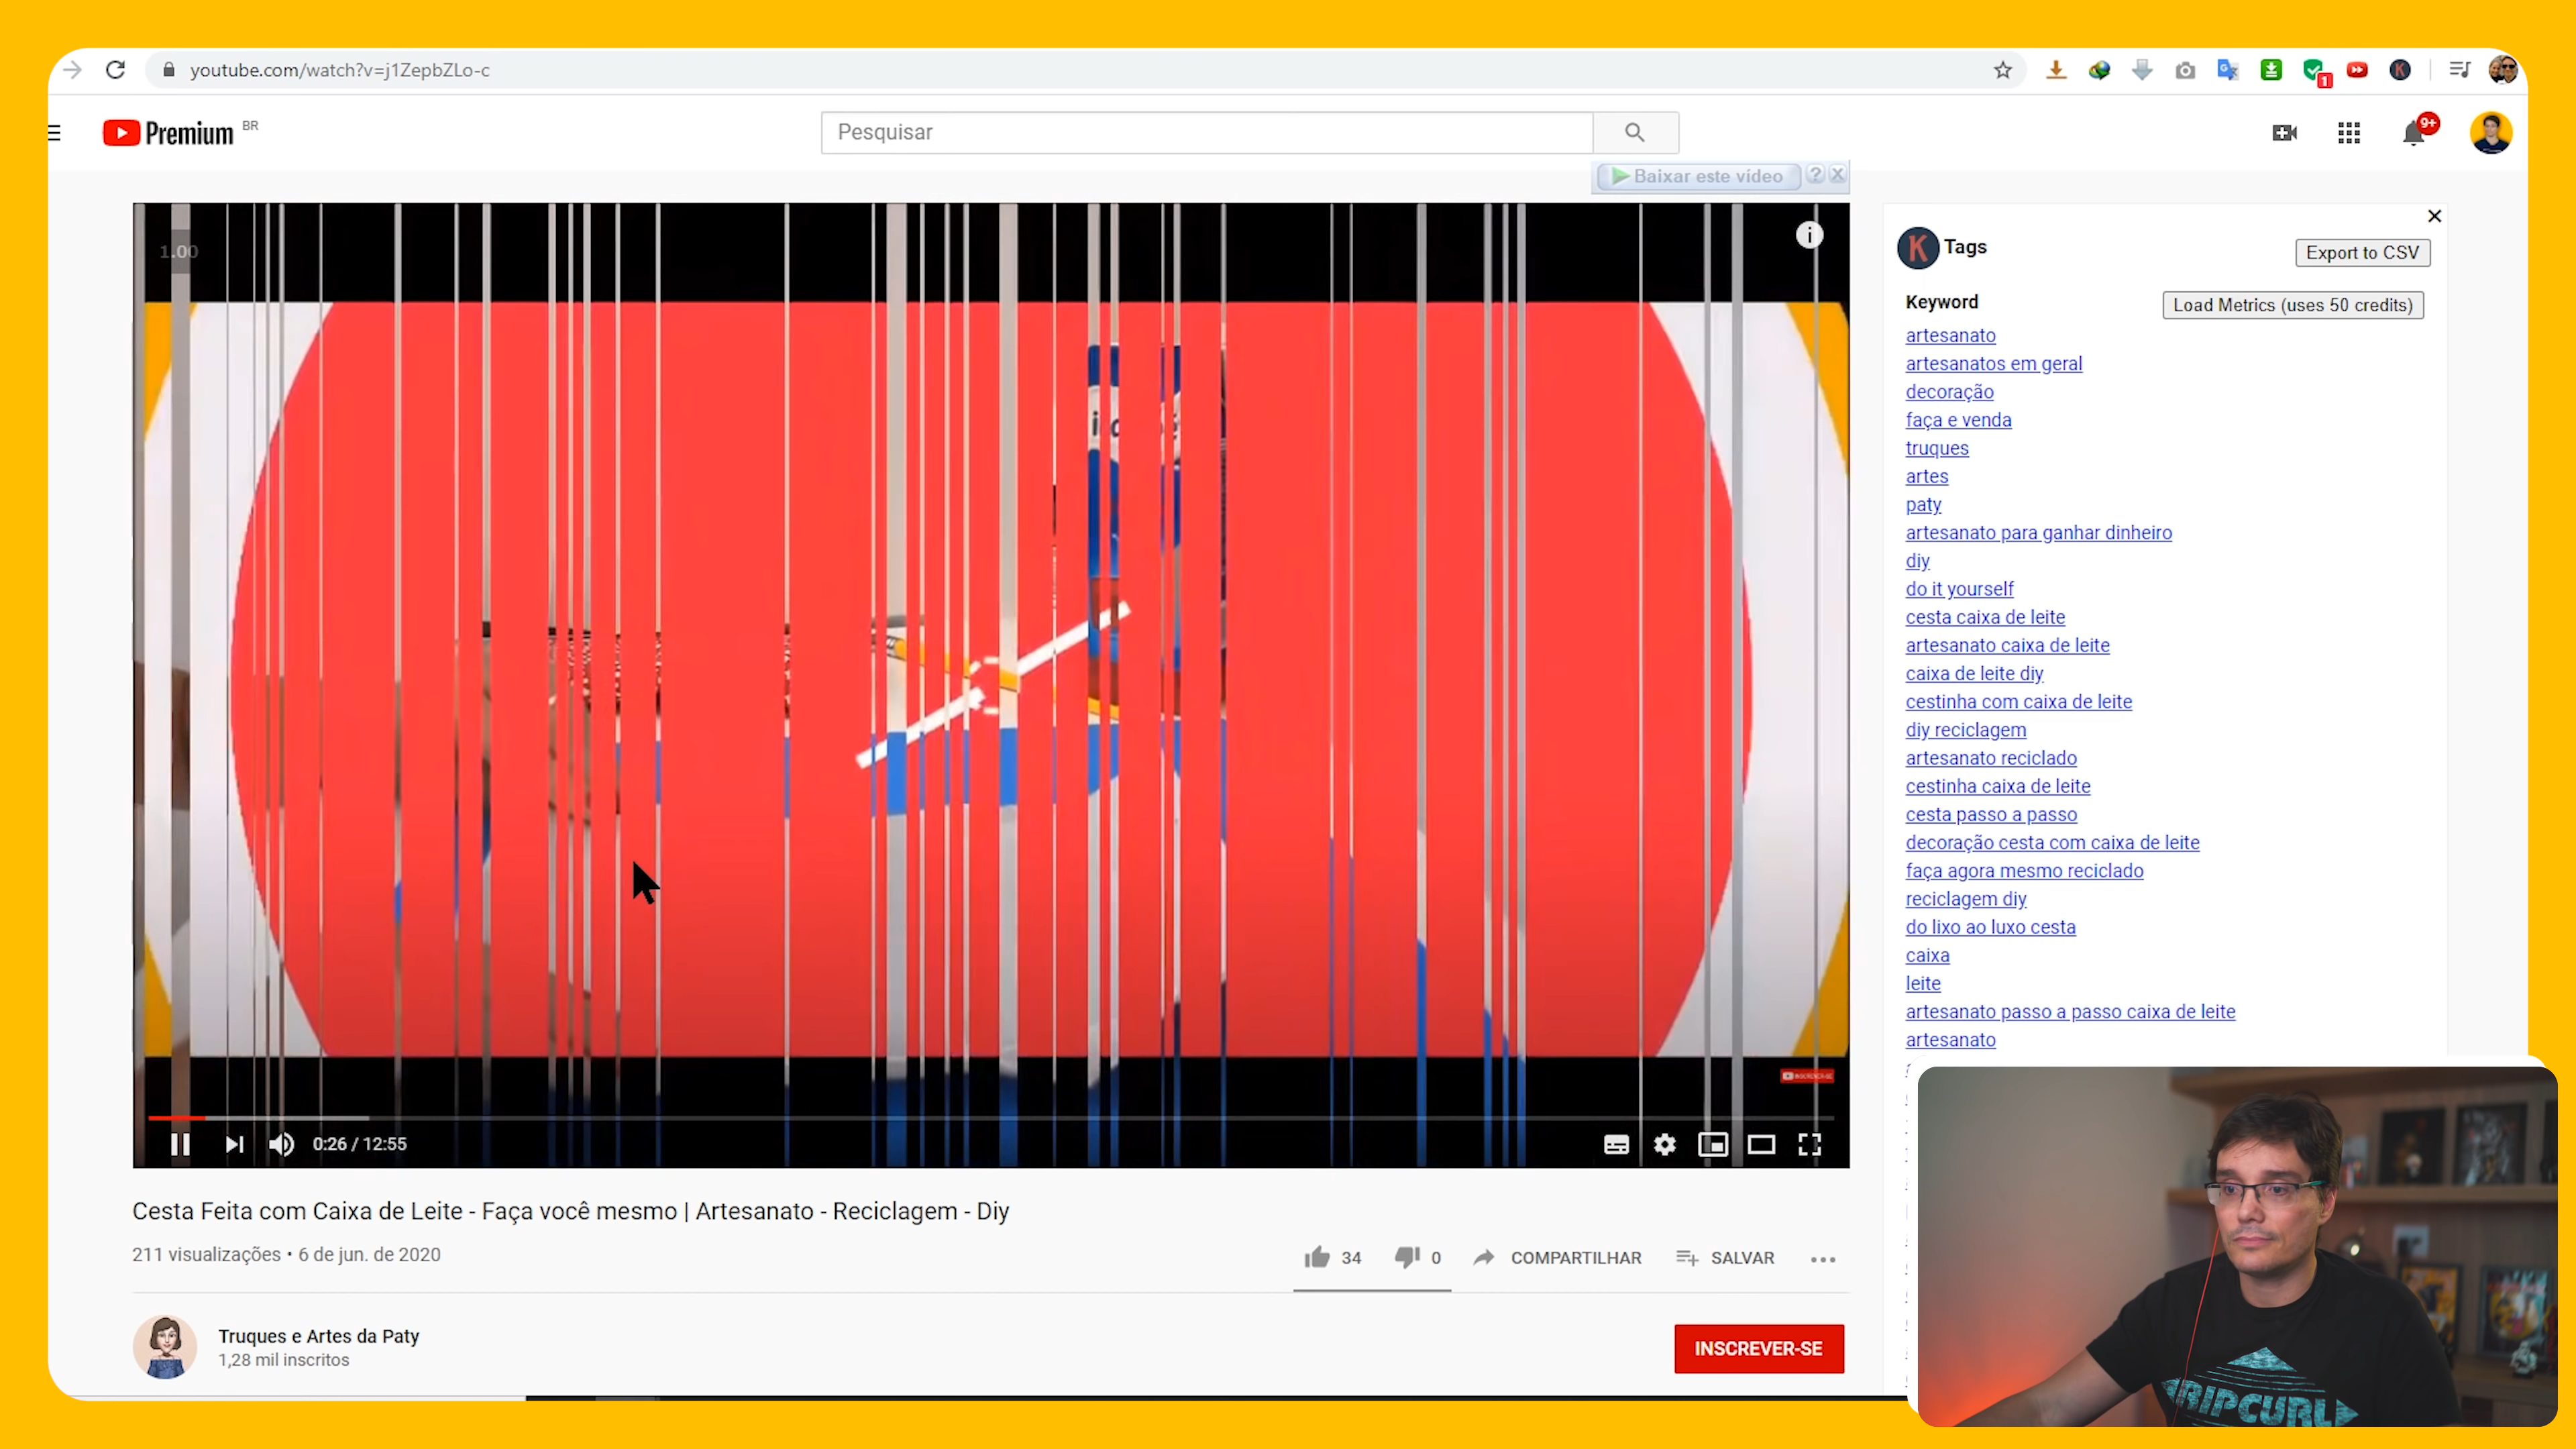 youtube.com/watch?v=j1ZepbZLo-c
1
Premium BR
Pesquisar
9+
Baixar este vídeo ? X
1.00
Tags
Export to CSV
Keyword
Load Metrics (uses 50 credits)
artesanato
artesanatos em geral
decoração
faça e venda
truques
artes
paty
artesanato para ganhar dinheiro
diy
do it yourself
cesta caixa de leite
artesanato caixa de leite
caixa de leite diy
cestinha com caixa de leite
diy reciclagem
artesanato reciclado
cestinha caixa de leite
cesta passo a passo
decoração cesta com caixa de leite
faça agora mesmo reciclado
reciclagem diy
do lixo ao luxo cesta
caixa
leite
artesanato passo a passo caixa de leite
artesanato
0:26 / 12:55
Cesta Feita com Caixa de Leite - Faça você mesmo | Artesanato - Reciclagem - Diy
211 visualizações • 6 de jun. de 2020
34
0
COMPARTILHAR
SALVAR
Truques e Artes da Paty
1,28 mil inscritos
INSCREVER-SE
RIPCURL